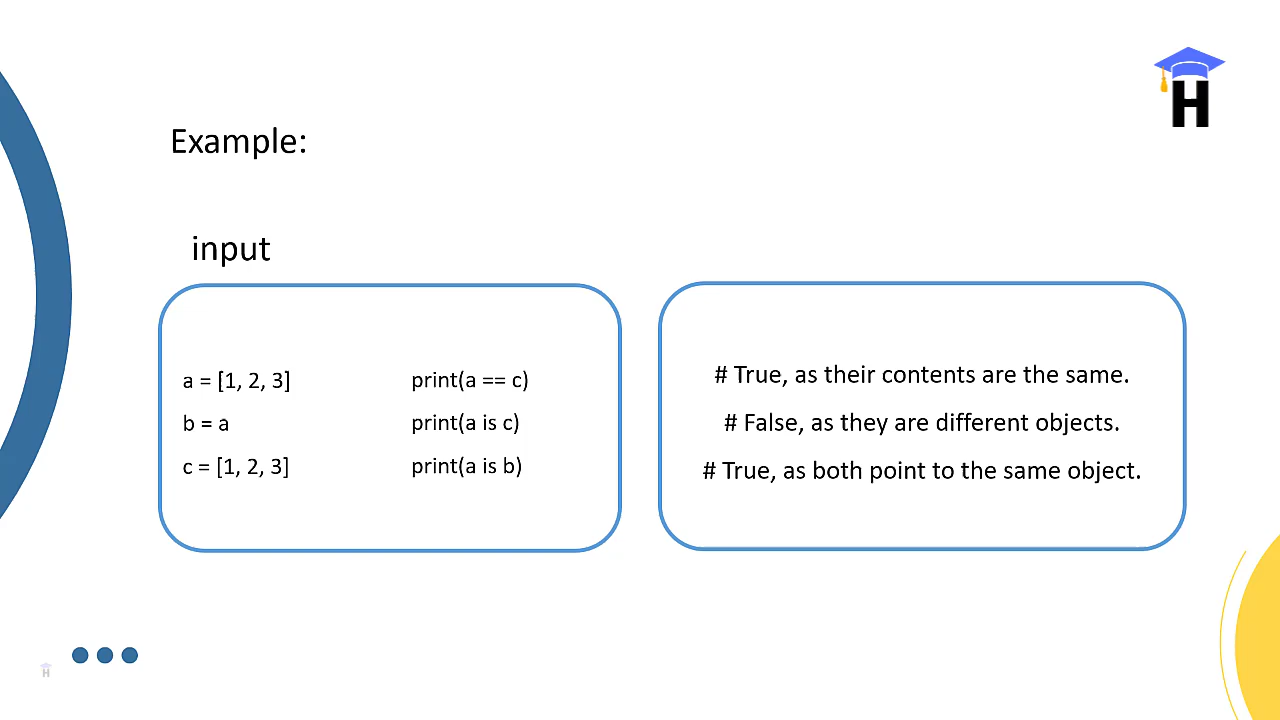 H
Example:
input
a = [1, 2, 3]
b = a
c = [1, 2, 3]
print(a == c)
print(a is c)
print(a is b)
# True, as their contents are the same.
# False, as they are different objects.
# True, as both point to the same object.
H